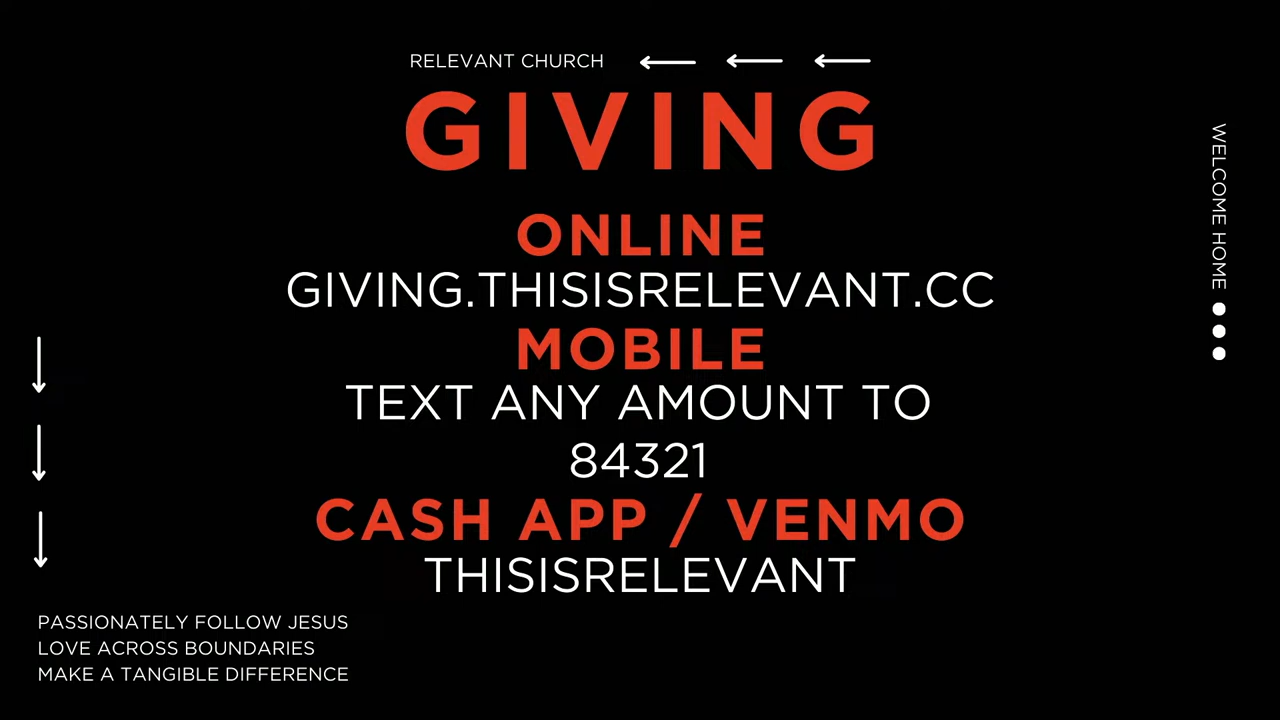 RELEVANT CHURCH
GIVING
ONLINE
GIVING.THISISRELEVANT.CC
MOBILE
TEXT ANY AMOUNT TO
84321
CASH APP / VENMO
THISISRELEVANT
PASSIONATELY FOLLOW JESUS
LOVE ACROSS BOUNDARIES
MAKE A TANGIBLE DIFFERENCE
WELCOME HOME